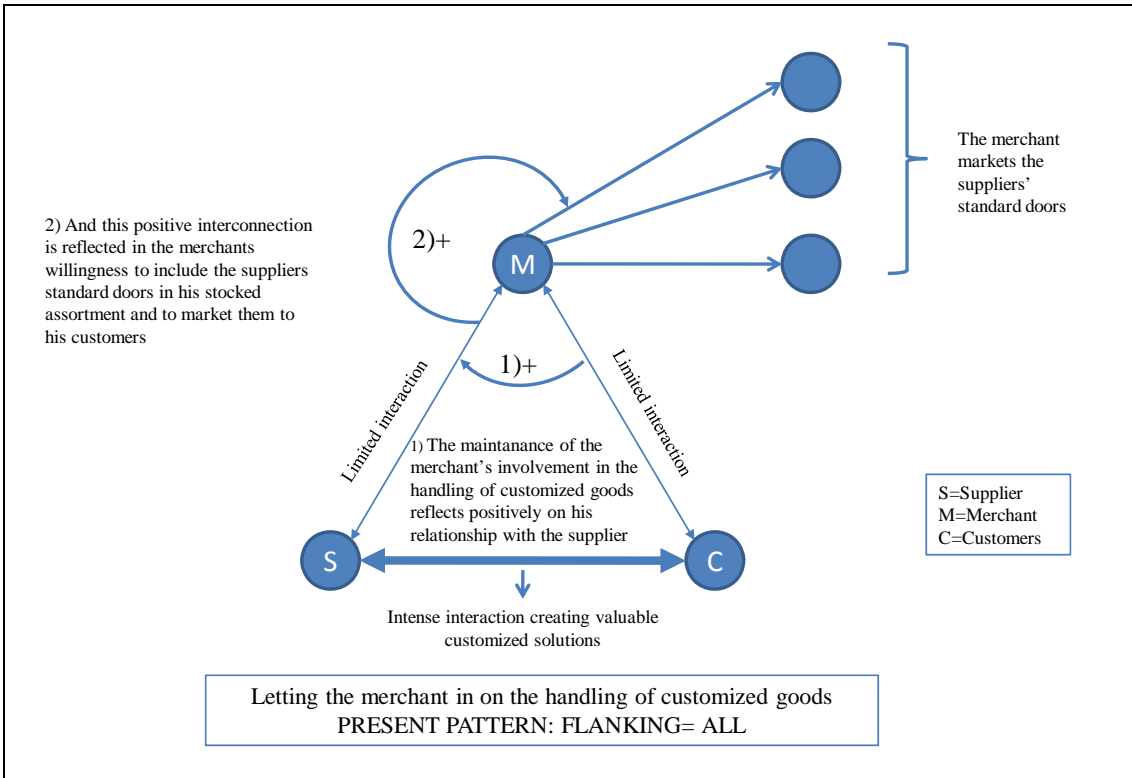 The merchant
markets the
suppliers’
standard doors
2) And this positive interconnection
is reflected in the merchants
willingness to include the suppliers
standard doors in his stocked
assortment and to market them to
his customers
2)+
M
1)+
Limited interaction
Limited interaction
1) The maintanance of the
merchant’s involvement in the
handling of customized goods
reflects positively on his
relationship with the supplier
S=Supplier
M=Merchant
C=Customers
S
C
Intense interaction creating valuable
customized solutions
Letting the merchant in on the handling of customized goods
PRESENT PATTERN: FLANKING= ALL